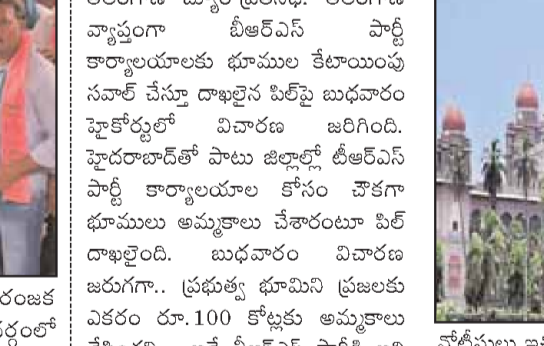 వ్యాప్తంగా బీఆర్ఎస్ పార్టీ
కార్యాలయాలకు భూముల కేటాయింపు
సవాల్ చేస్తూ దాఖలైన పిల్‌పై బుధవారం
హైకోర్టులో విచారణ జరిగింది.
హైదరాబాద్‌తో పాటు జిల్లాల్లో టీఆర్ఎస్
పార్టీ కార్యాలయాల కోసం చౌకగా
భూములు అమ్మకాలు చేశారంటూ పిల్
దాఖలైంది. బుధవారం విచారణ
జరుగగా.. ప్రభుత్వ భూమిని ప్రజలకు
ఎకరం రూ.100 కోట్లకు అమ్మకాలు
రంజక
ర్గంలో